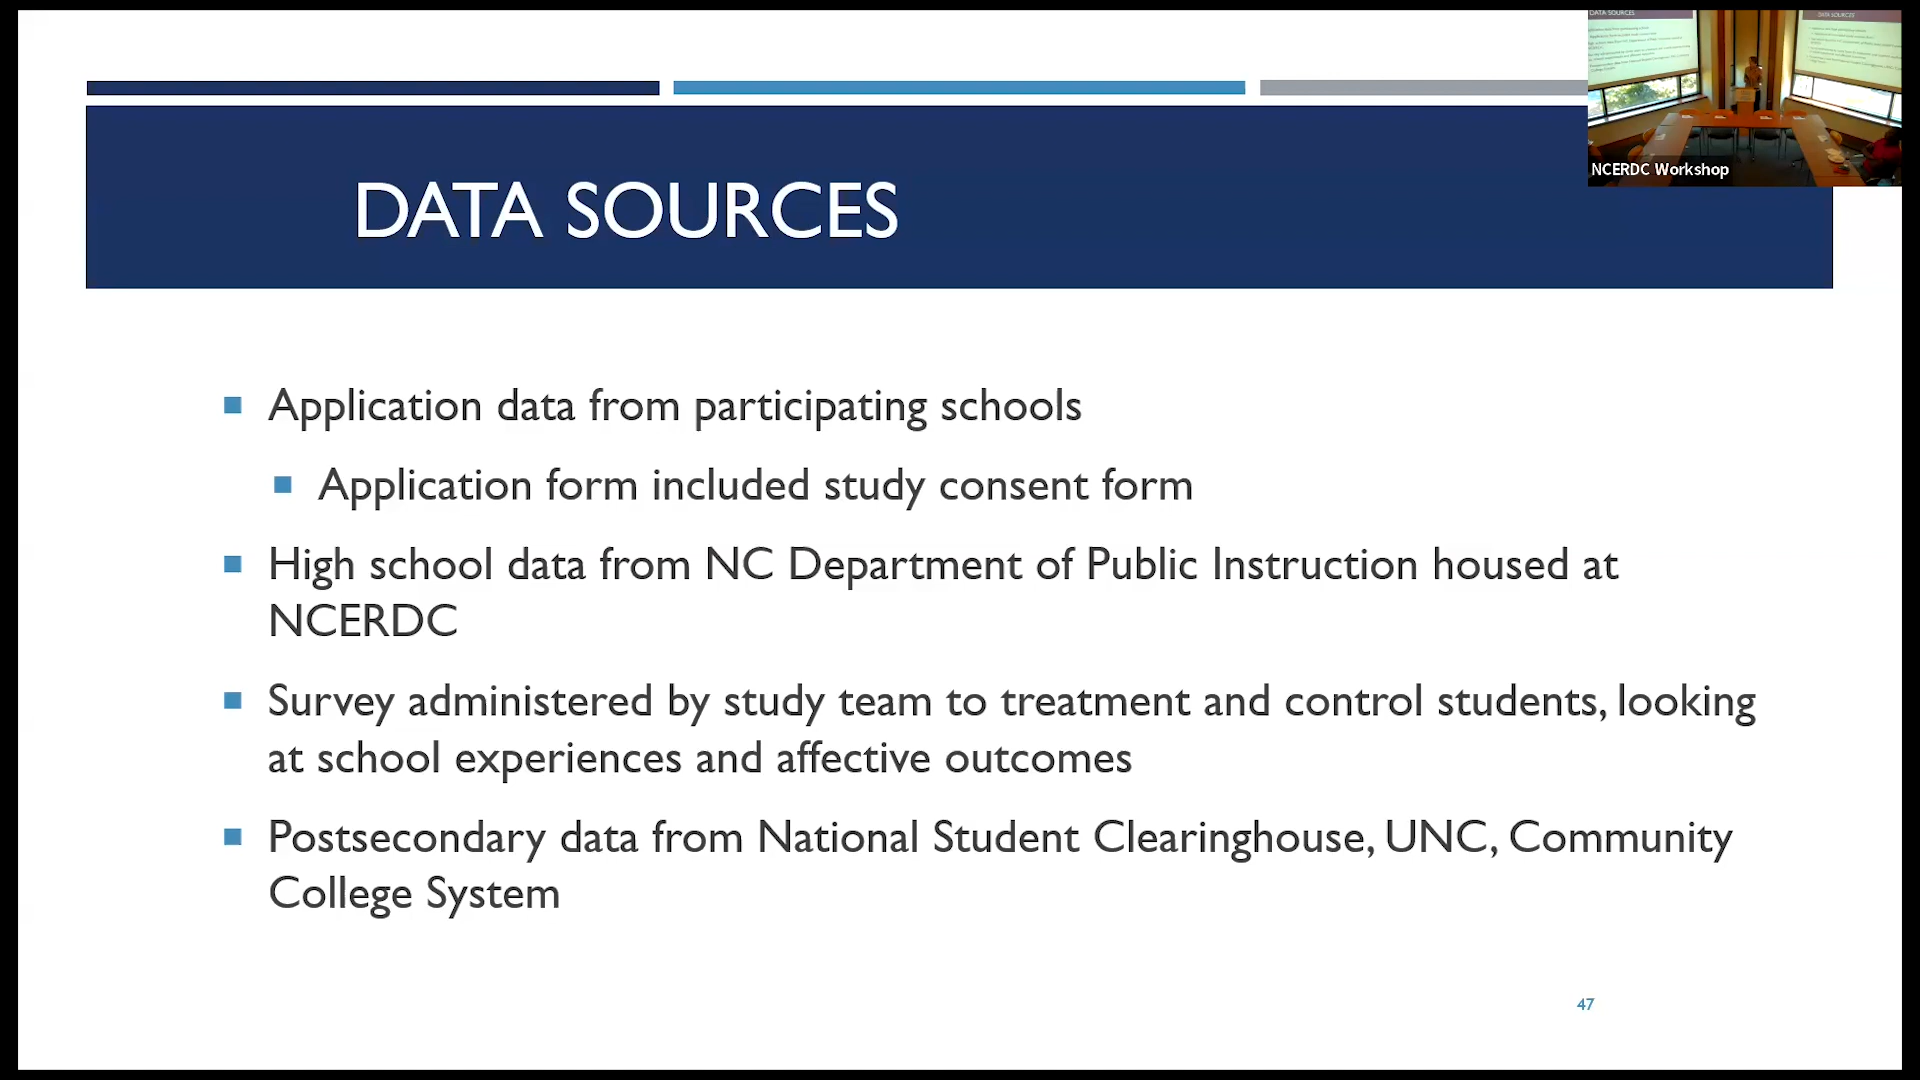 DATA SOURCES
NCERDC Workshop
DATA SOURCES
Application data from participating schools
Application form included study consent form
High school data from NC Department of Public Instruction housed at
NCERDC
Survey administered by study team to treatment and control students, looking
at school experiences and affective outcomes
Postsecondary data from National Student Clearinghouse, UNC, Community
College System
47